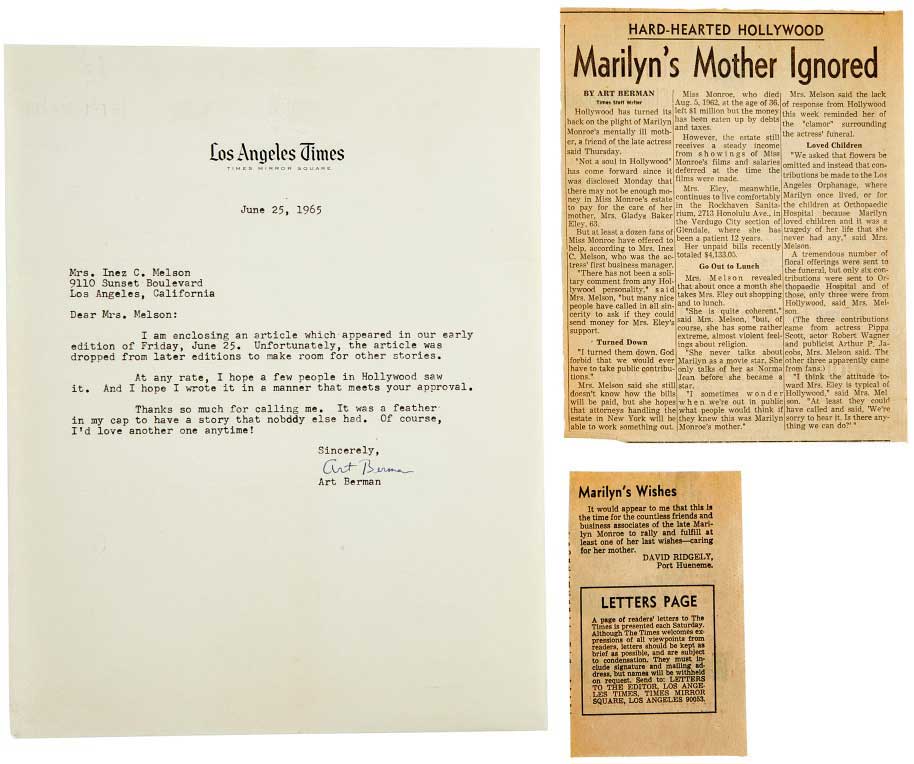 Los Angeles Times
TIMES MIRROR SQUARE
June 25, 1965
Mrs. Inez C. Melson
9110 Sunset Boulevard
Los Angeles, California
Dear Mrs. Melson:
I am enclosing an article which appeared in our early
edition of Friday, June 25. Unfortunately, the article was
dropped from later editions to make room for other stories.
At any rate, I hope a few people in Hollywood saw
it. And I hope I wrote it in a manner that meets your approval.
Thanks so much for calling me. It was a feather
in my cap to have a story that nobddy else had. Of course,
I'd love another one anytime!
Sincerely,
Art Berman
Art Berman
HARD-HEARTED HOLLYWOOD
Marilyn's Mother Ignored
BY ART BERMAN
Times Staff Writer
Hollywood has turned its
back on the plight of Marilyn
Monroe's mentally ill moth-
er, a friend of the late actress
said Thursday.
"Not a soul in Hollywood"
has come forward since it
was disclosed Monday that
there may not be enough mo-
ney in Miss Monroe's estate
to pay for the care of her
mother, Mrs. Gladys Baker
Eley, 63.
But at least a dozen fans of
Miss Monroe have offered to
help, according to Mrs. Inez
C. Melson, who was the ac-
tress' first business manager.
"There has not been a soli-
tary comment from any Hol-
lywood personality," said
Mrs. Melson, "but many nice
people have called in all sin-
cerity to ask if they could
send money for Mrs. Eley's
support.
Turned Down
"I turned them down. God
forbid that we would ever
have to take public contribu-
tions."
Mrs. Melson said she still
doesn't know how the bills
will be paid, but she hopes
that attorneys handling the
estate in New York will be
able to work something out.
Miss Monroe, who died
Aug. 5, 1962, at the age of 36,
left $1 million but the money
has been eaten up by debts
and taxes.
However, the estate still
receives a steady income
from showings of Miss
Monroe's films and salaries
deferred at the time the
films were made.
Mrs. Eley, meanwhile,
continues to live comfortably
in the Rockhaven Sanita-
rium, 2713 Honolulu Ave., in
the Verdugo City section of
Glendale, where she has
been a patient 12 years.
Her unpaid bills recently
totaled $4,133.05.
Go Out to Lunch
Mrs. Melson revealed
that about once a month she
takes Mrs. Eley out shopping
and to lunch.
"She is quite coherent,"
said Mrs. Melson, "but, of
course, she has some rather
extreme, almost violent feel-
ings about religion.
"She never talks about
Marilyn as a movie star. She
only talks of her as Norma
Jean before she became a
star.
"I sometimes wonder
when we're out in public
what people would think if
they knew this was Marilyn
Monroe's mother."
Mrs. Melson said the lack
of response from Hollywood
this week reminded her of
the "clamor" surrounding
the actress' funeral.
Loved Children
"We asked that flowers be
omitted and instead that con-
tributions be made to the Los
Angeles Orphanage, where
Marilyn once lived, or for
the children at Orthopaedic
Hospital because Marilyn
loved children and it was a
tragedy of her life that she
never had any," said Mrs.
Melson.
A tremendous number of
floral offerings were sent to
the funeral, but only six con-
tributions were sent to Or-
thopaedic Hospital and of
those, only three were from
Hollywood, said Mrs. Mel-
son.
(The three contributions
came from actress Pippa
Scott, actor Robert Wagner
and publicist Arthur P. Ja-
cobs, Mrs. Melson said. The
other three apparently came
from fans.)
"I think the attitude to-
ward Mrs. Eley is typical of
Hollywood," said Mrs. Mel
son. "At least they could
have called and said, 'We're
sorry to hear it. Is there any-
thing we can do?'"
Marilyn's Wishes
It would appear to me that this is
the time for the countless friends and
business associates of the late Mari-
lyn Monroe to rally and fulfill at
least one of her last wishes—caring
for her mother.
DAVID RIDGELY,
Port Hueneme.
LETTERS PAGE
A page of readers' letters to The
Times is presented each Saturday.
Although The Times welcomes ex-
pressions of all viewpoints from
readers, letters should be kept as
brief as possible, and are subject
to condensation. They must in-
clude signature and mailing ad-
dress, but names will be withheld
on request. Send to: LETTERS
TO THE EDITOR, LOS ANGE-
LES TIMES, TIMES MIRROR
SQUARE, LOS ANGELES 90053.